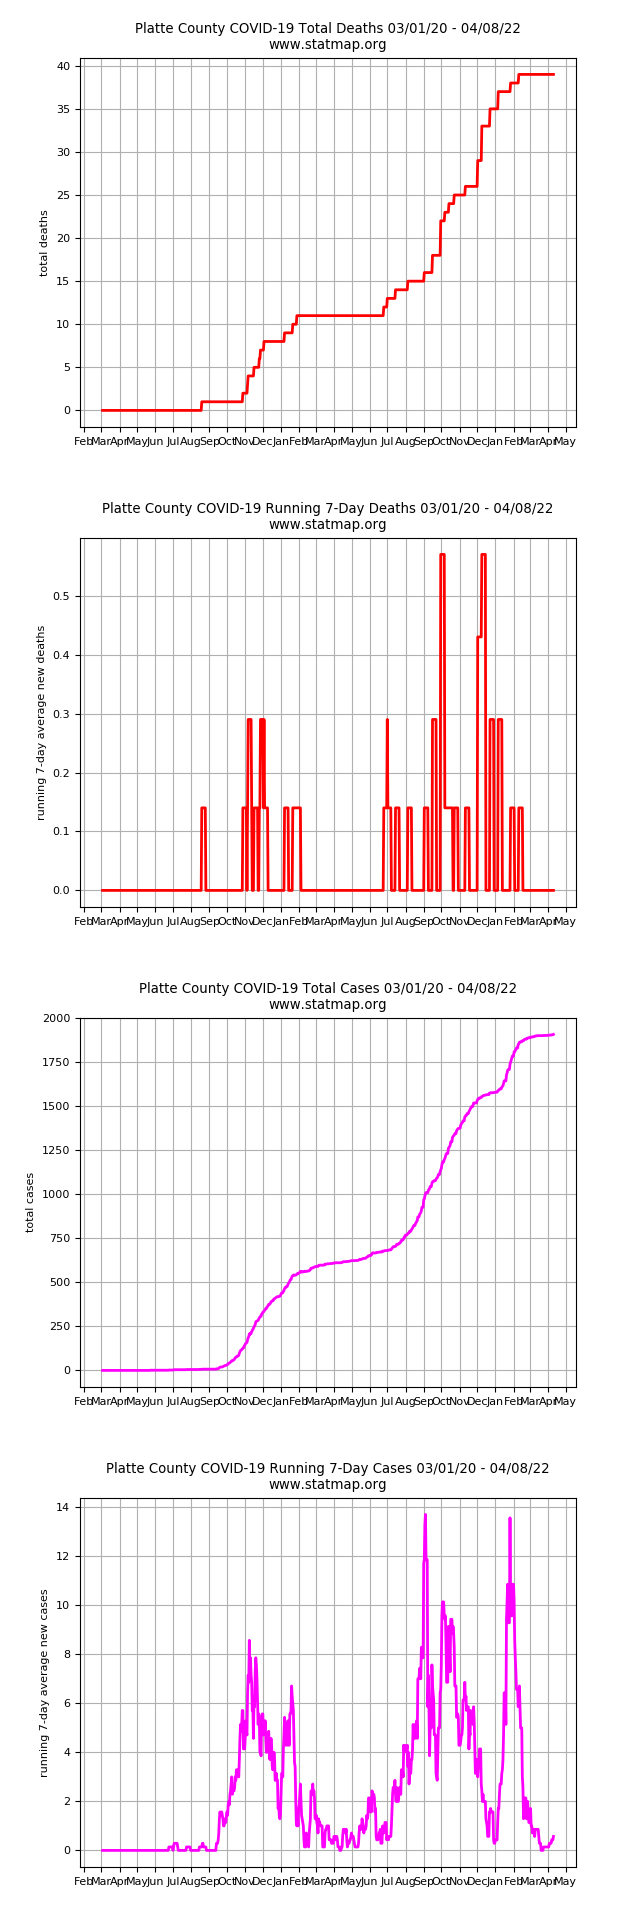 Platte County COVID-19 Total Deaths 03/01/20 - 04/08/22
www.statmap.org
40
35
30
25
20
15
10
5
0
total deaths
Feb Mar Apr May Jun Jul Aug Sep Oct Nov Dec Jan Feb Mar Apr May Jun Jul Aug Sep Oct Nov Dec Jan Feb Mar Apr May
Platte County COVID-19 Running 7-Day Deaths 03/01/20 - 04/08/22
www.statmap.org
0.5
0.4
0.3
0.2
0.1
0.0
running 7-day average new deaths
Feb Mar Apr May Jun Jul Aug Sep Oct Nov Dec Jan Feb Mar Apr May Jun Jul Aug Sep Oct Nov Dec Jan Feb Mar Apr May
Platte County COVID-19 Total Cases 03/01/20 - 04/08/22
www.statmap.org
2000
1750
1500
1250
1000
750
500
250
0
total cases
Feb Mar Apr May Jun Jul Aug Sep Oct Nov Dec Jan Feb Mar Apr May Jun Jul Aug Sep Oct Nov Dec Jan Feb Mar Apr May
Platte County COVID-19 Running 7-Day Cases 03/01/20 - 04/08/22
www.statmap.org
14
12
10
8
6
4
2
0
running 7-day average new cases
Feb Mar Apr May Jun Jul Aug Sep Oct Nov Dec Jan Feb Mar Apr May Jun Jul Aug Sep Oct Nov Dec Jan Feb Mar Apr May